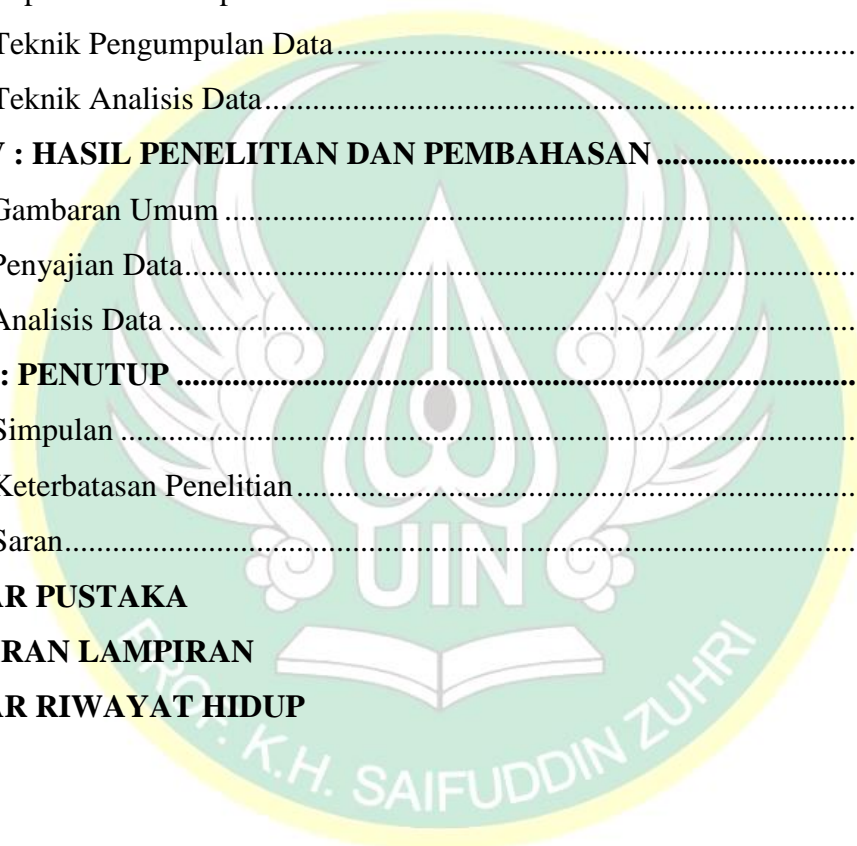 Teknik Pengumpulan Data
Teknik Analisis Data
: HASIL PENELITIAN DAN PEMBAHASAN
Gambaran Umum
Penyajian Data
Analisis Data
: PENUTUP
Simpulan
Keterbatasan Penelitian
Saran
AR PUSTAKA
RAN LAMPIRAN
AR RIWAYAT HIDUP
UIN
PROF. K.H. SAIFUDDIN ZUHRI